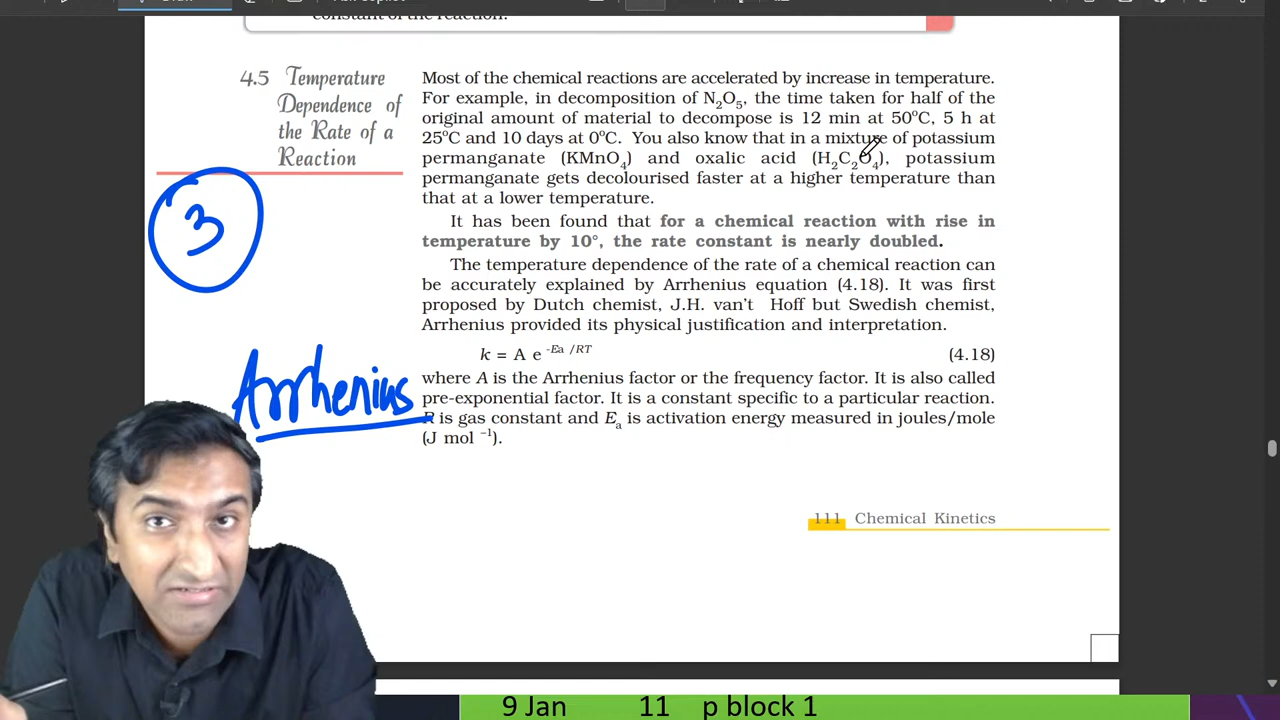 constant of the reaction.
4.5 Temperature
Dependence of
the Rate of a
Reaction
Most of the chemical reactions are accelerated by increase in temperature.
For example, in decomposition of N₂O₅, the time taken for half of the
original amount of material to decompose is 12 min at 50°C, 5 h at
25°C and 10 days at 0°C. You also know that in a mixture of potassium
permanganate (KMnO₄) and oxalic acid (H₂C₂O₄), potassium
permanganate gets decolourised faster at a higher temperature than
that at a lower temperature.
3
It has been found that for a chemical reaction with rise in
temperature by 10°, the rate constant is nearly doubled.
The temperature dependence of the rate of a chemical reaction can
be accurately explained by Arrhenius equation (4.18). It was first
proposed by Dutch chemist, J.H. van't Hoff but Swedish chemist,
Arrhenius provided its physical justification and interpretation.
k = A e -Ea /RT (4.18)
Arrhenius
where A is the Arrhenius factor or the frequency factor. It is also called
pre-exponential factor. It is a constant specific to a particular reaction.
R is gas constant and Eₐ is activation energy measured in joules/mole
(J mol ⁻¹).
111 Chemical Kinetics
9 Jan 11 p block 1